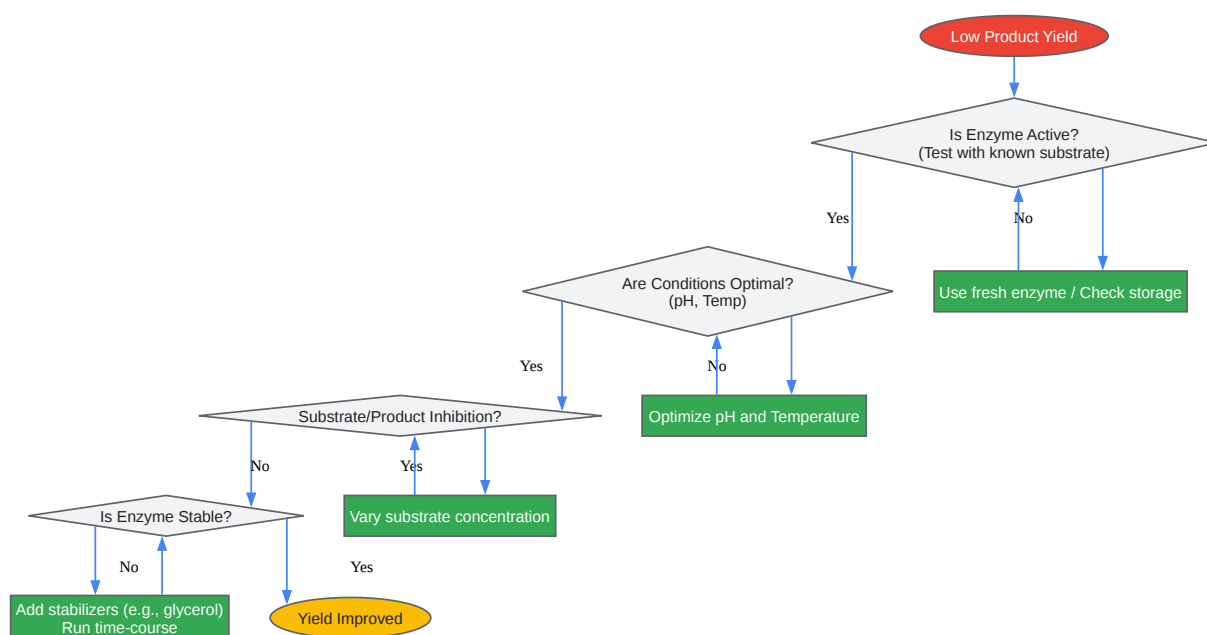 Low Product Yield
Is Enzyme Active?
(Test with known substrate)
Yes
No
Are Conditions Optimal?
(pH, Temp)
Use fresh enzyme / Check storage
Yes
No
Substrate/Product Inhibition?
Optimize pH and Temperature
No
Yes
Is Enzyme Stable?
Vary substrate concentration
No
Yes
Add stabilizers (e.g., glycerol)
Run time-course
Yield Improved